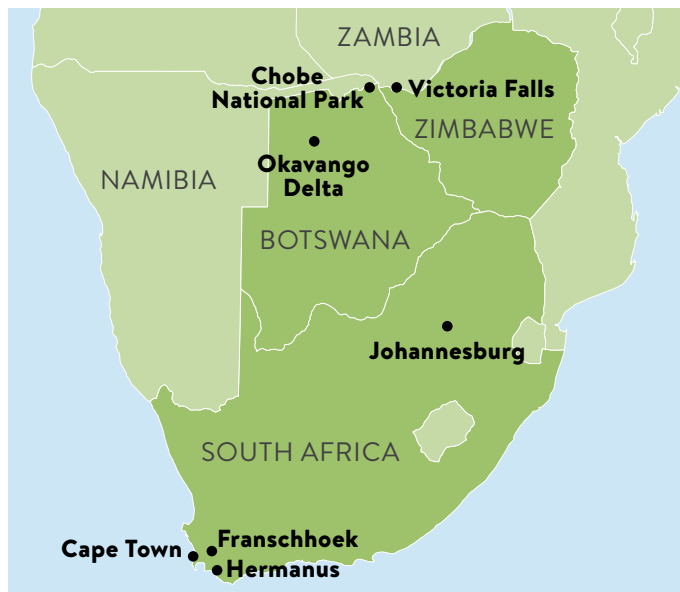 ZAMBIA
Chobe
National Park
Victoria Falls
ZIMBABWE
Okavango
Delta
NAMIBIA
BOTSWANA
Johannesburg
SOUTH AFRICA
Franschhoek
Cape Town
Hermanus